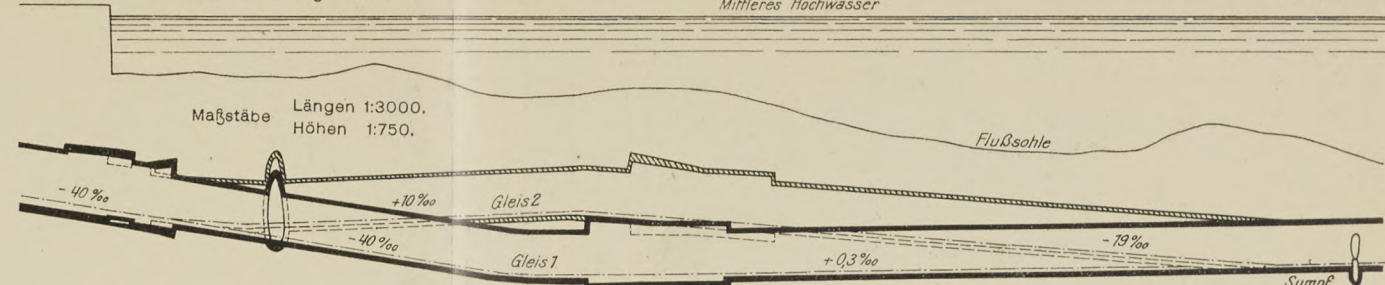 Mittleres Hochwasser
Maßstäbe Längen 1:3000.
Höhen 1:750.
Flußsohle
- 40‰
+10‰
Gleis 2
- 40‰
- 19‰
Gleis 1
+ 0,3‰
Sumpf